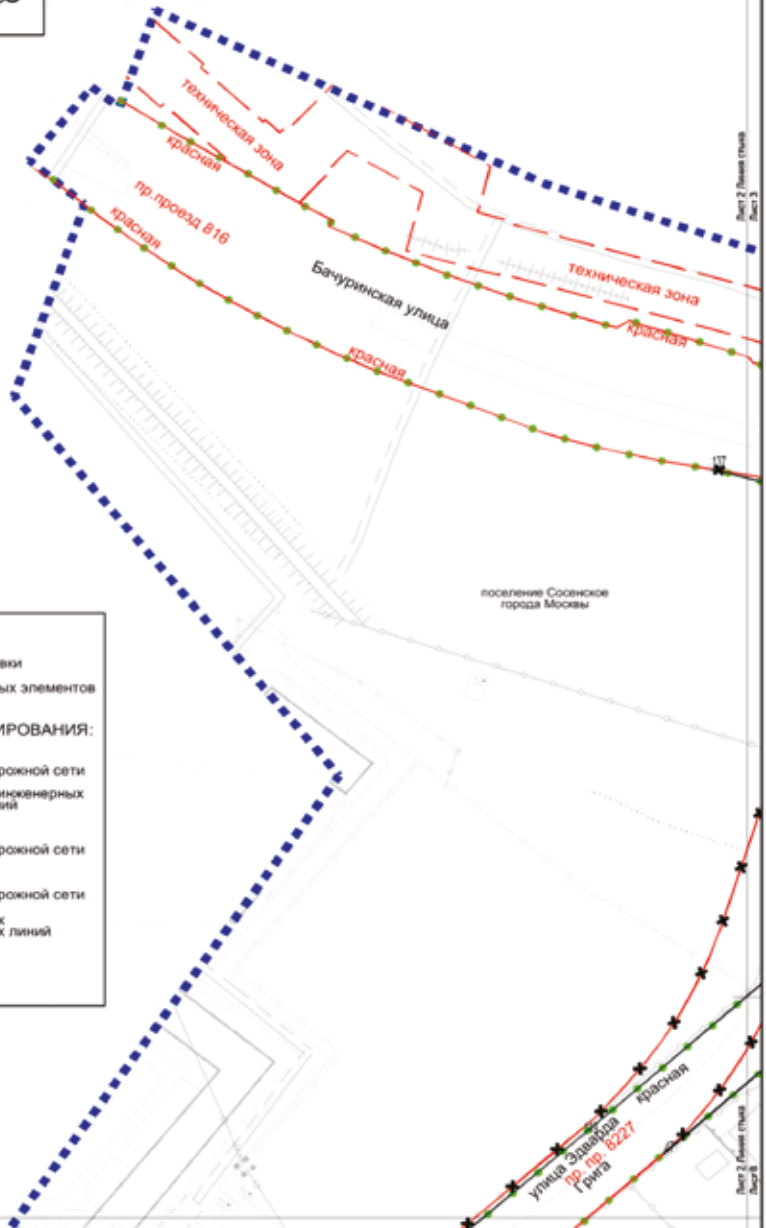 техническая зона
красная
пр.проезд 816
красная
Бачуринская улица
техническая зона
красная
красная
Лист 2 Линия стыка
Лист 3
137
поселение Сосенское
города Москвы
вки
ых элементов
ИРОВАНИЯ:
рожной сети
инженерных
ий
рожной сети
рожной сети
х
х линий
красная
улица Эдварда
пр. пр. 8227
Грига
Лист 2 Линия стыка
Лист 8